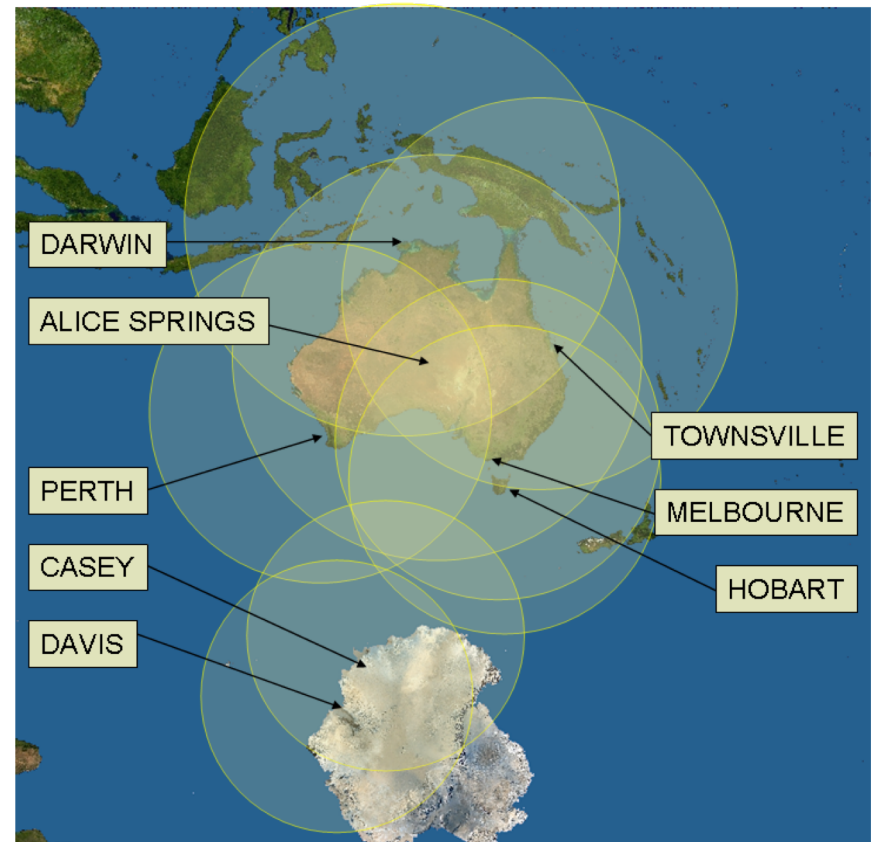 DARWIN
ALICE SPRINGS
TOWNSVILLE
PERTH
MELBOURNE
CASEY
HOBART
DAVIS